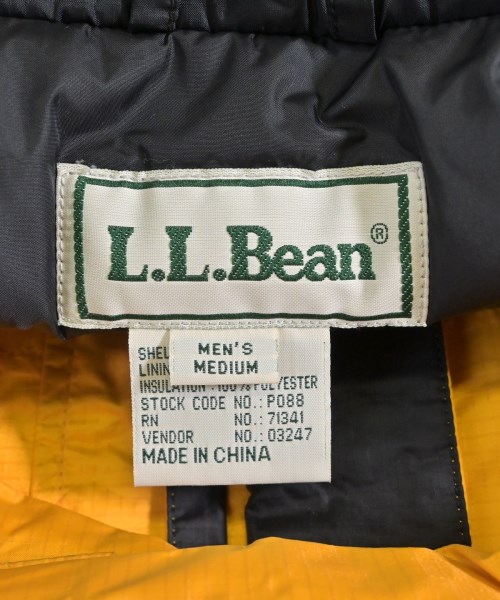 L.L.Bean®
MEN'S
MEDIUM
INSULATION : 100% POLYESTER
STOCK CODE NO.: P088
RN NO.: 71341
VENDOR NO.: 03247
MADE IN CHINA